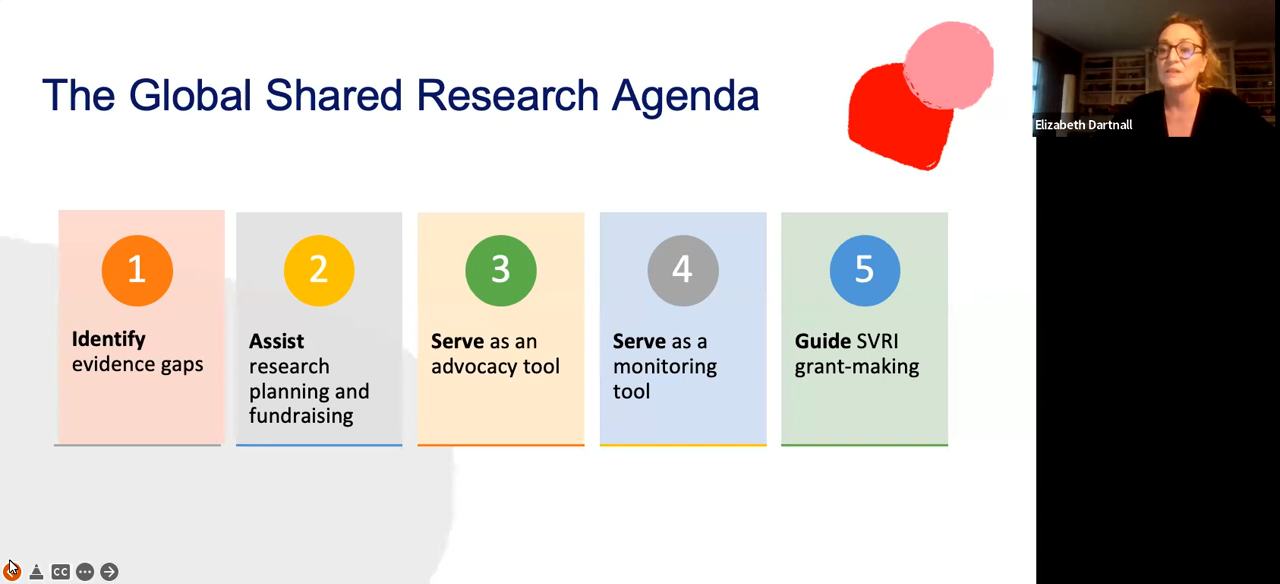 The Global Shared Research Agenda
Elizabeth Dartnall
1
Identify
evidence gaps
2
Assist
research
planning and
fundraising
3
Serve as an
advocacy tool
4
Serve as a
monitoring
tool
5
Guide SVRI
grant-making
CC